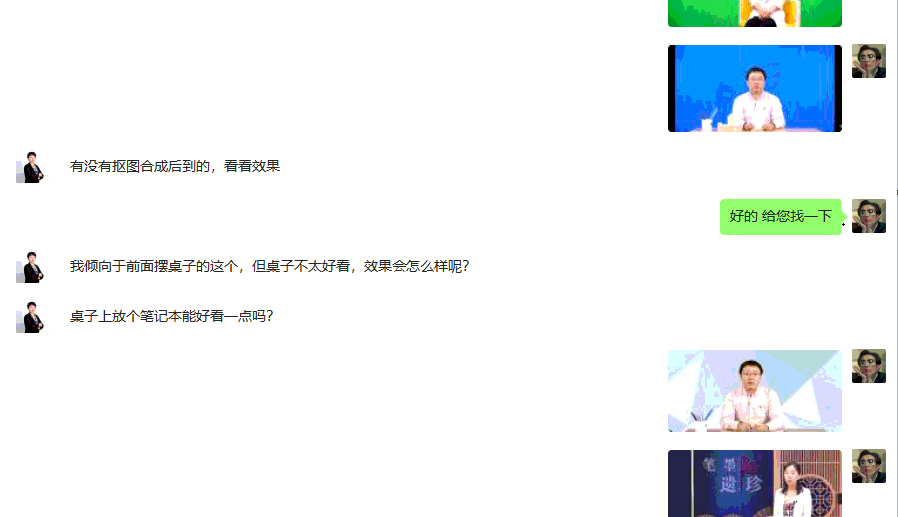 有没有抠图合成后到的，看看效果
好的 给您找一下
我倾向于前面摆桌子的这个，但桌子不太好看，效果会怎么样呢？
桌子上放个笔记本能好看一点吗？
笔墨
遗珍